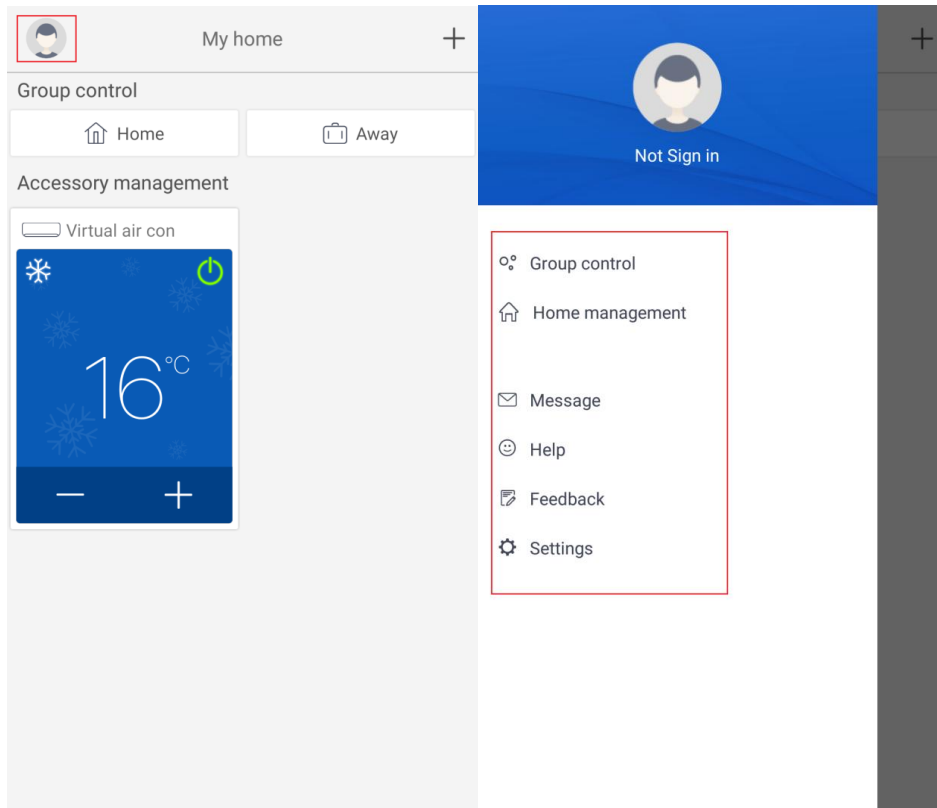 My home
Group control
Home
Away
Accessory management
Virtual air con
16°C
Not Sign in
Group control
Home management
Message
Help
Feedback
Settings